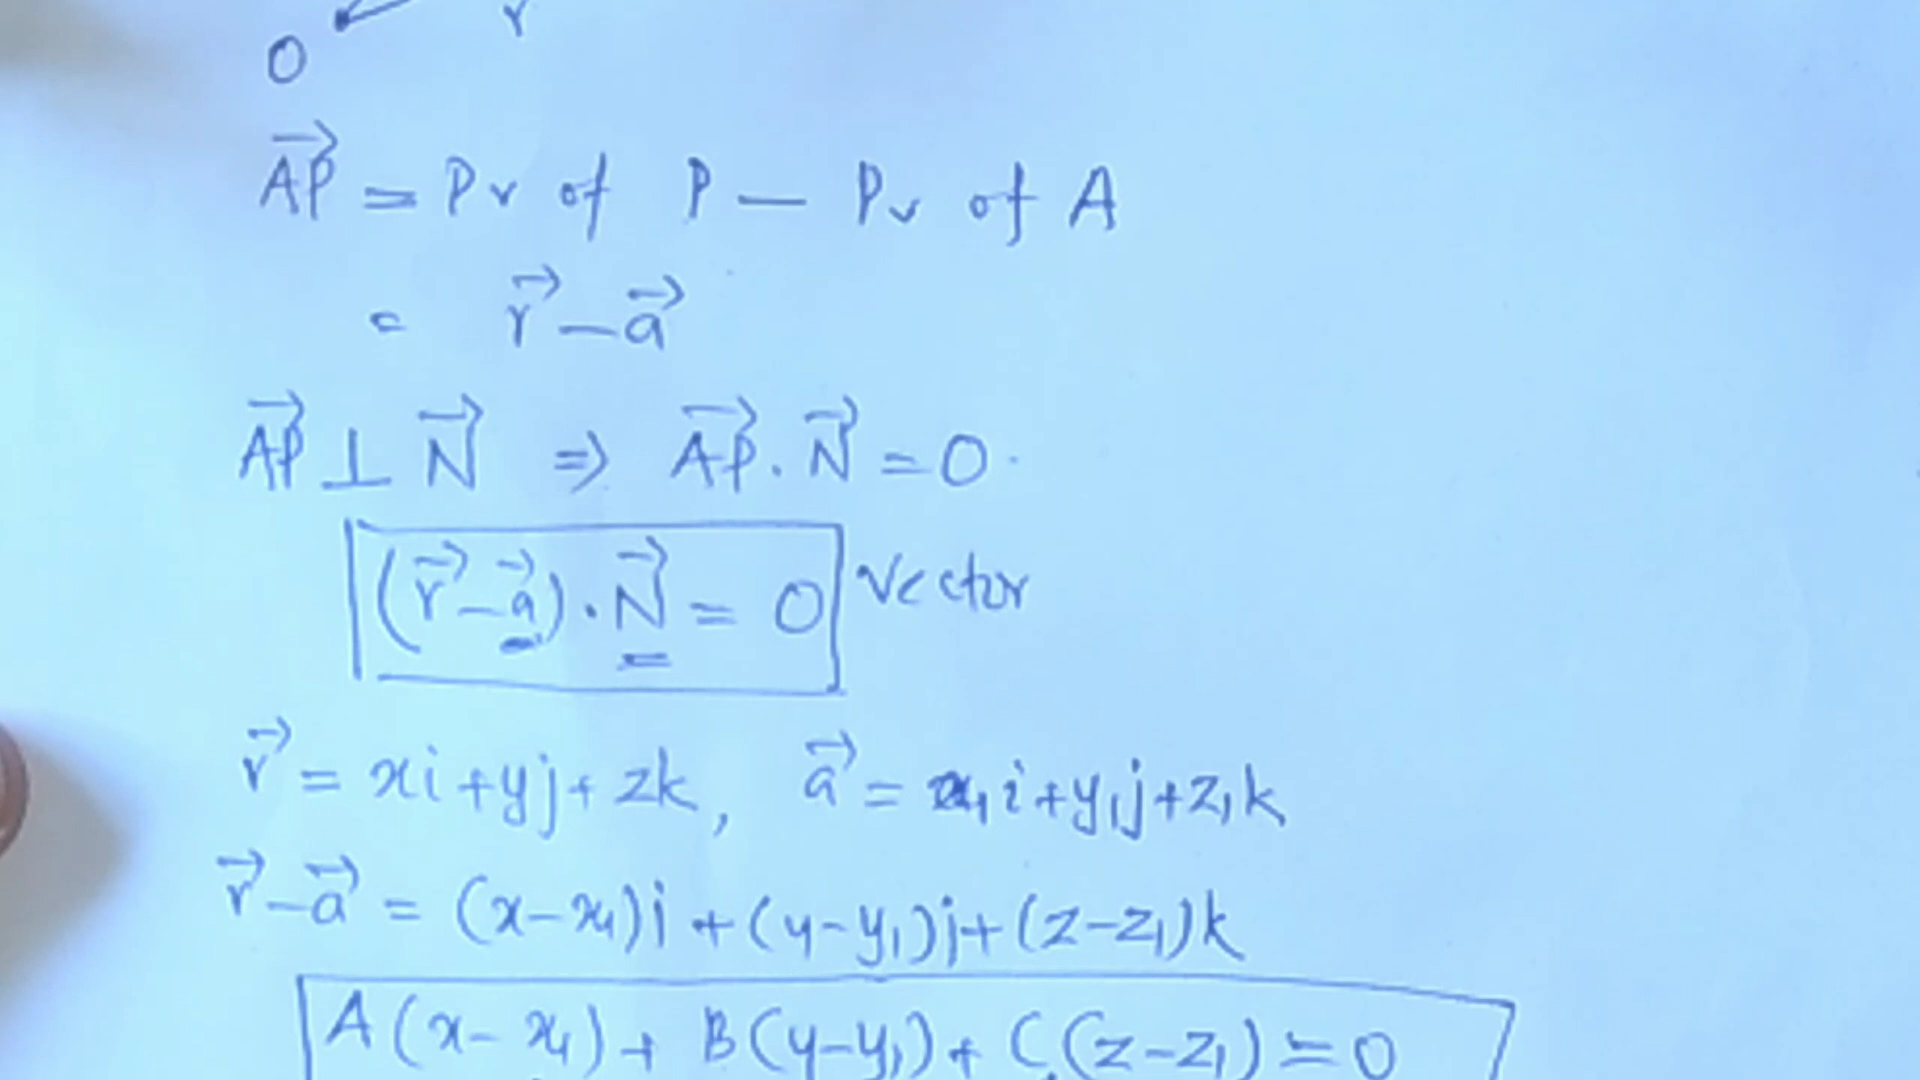 r
O
AP⃗ = Pv of P – Pv of A
= r⃗ – a⃗
AP⃗ ⊥ N⃗ ⇒ AP⃗ . N⃗ = 0.
(r⃗ – a⃗) . N⃗ = 0 Vector
r⃗ = xi + yj + zk, a⃗ = x₁i + y₁j + z₁k
r⃗ – a⃗ = (x – x₁)i + (y – y₁)j + (z – z₁)k
A(x – x₁) + B(y – y₁) + C(z – z₁) = 0